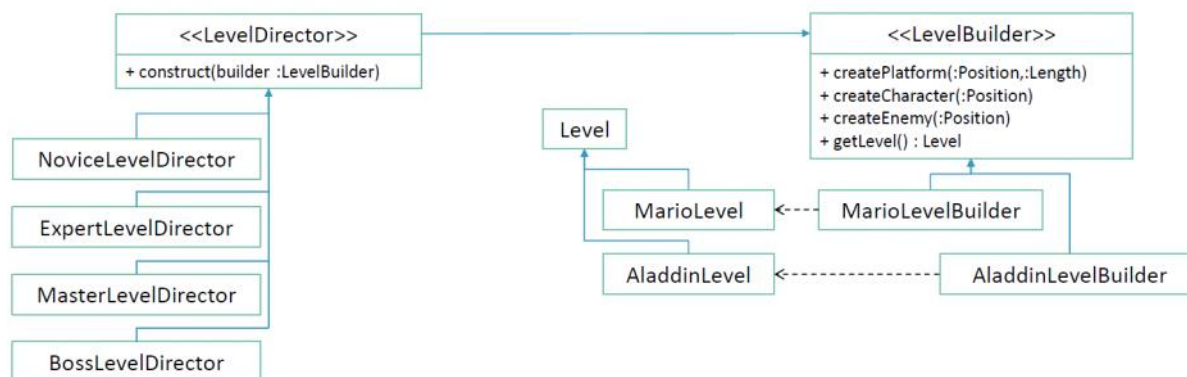 <<LevelDirector>>
+ construct(builder :LevelBuilder)
NoviceLevelDirector
ExpertLevelDirector
MasterLevelDirector
BossLevelDirector
<<LevelBuilder>>
+ createPlatform(:Position,:Length)
+ createCharacter(:Position)
+ createEnemy(:Position)
+ getLevel() : Level
Level
MarioLevel
MarioLevelBuilder
AladdinLevel
AladdinLevelBuilder